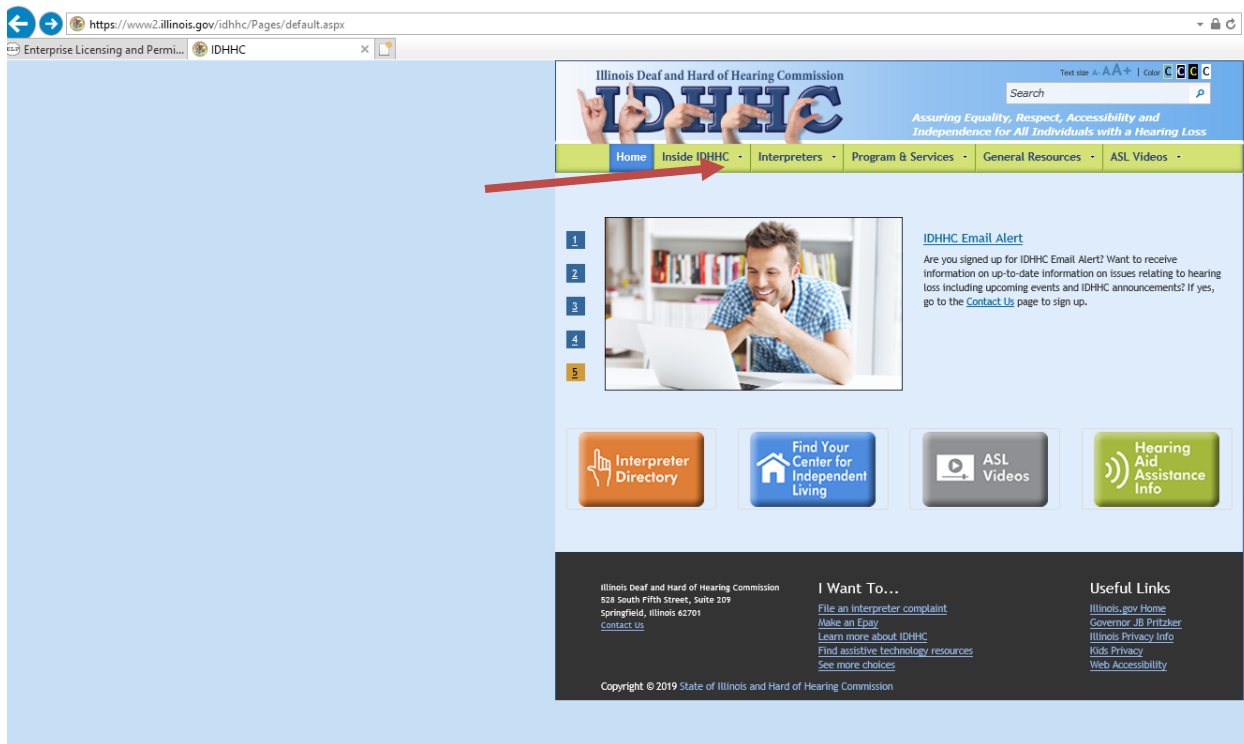 https://www2.illinois.gov/idhhc/Pages/default.aspx
Enterprise Licensing and Permi... IDHHC
Illinois Deaf and Hard of Hearing Commission
IDHHC
Text size A- A A+ | Color C C C C
Search
Assuring Equality, Respect, Accessibility and
Independence for All Individuals with a Hearing Loss
Home Inside IDHHC Interpreters Program & Services General Resources ASL Videos
1
2
3
4
5
IDHHC Email Alert
Are you signed up for IDHHC Email Alert? Want to receive
information on up-to-date information on issues relating to hearing
loss including upcoming events and IDHHC announcements? If yes,
go to the Contact Us page to sign up.
Interpreter
Directory
Find Your
Center for
Independent
Living
ASL
Videos
Hearing
Aid
Assistance
Info
Illinois Deaf and Hard of Hearing Commission
528 South Fifth Street, Suite 209
Springfield, Illinois 62701
Contact Us
I Want To...
File an interpreter complaint
Make an Epay
Learn more about IDHHC
Find assistive technology resources
See more choices
Useful Links
Illinois.gov Home
Governor JB Pritzker
Illinois Privacy Info
Kids Privacy
Web Accessibility
Copyright © 2019 State of Illinois and Hard of Hearing Commission